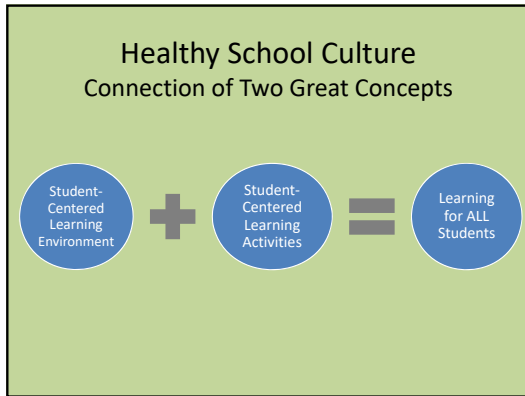 Healthy School Culture
Connection of Two Great Concepts
Student-
Centered
Learning
Environment
Student-
Centered
Learning
Activities
Learning
for ALL
Students